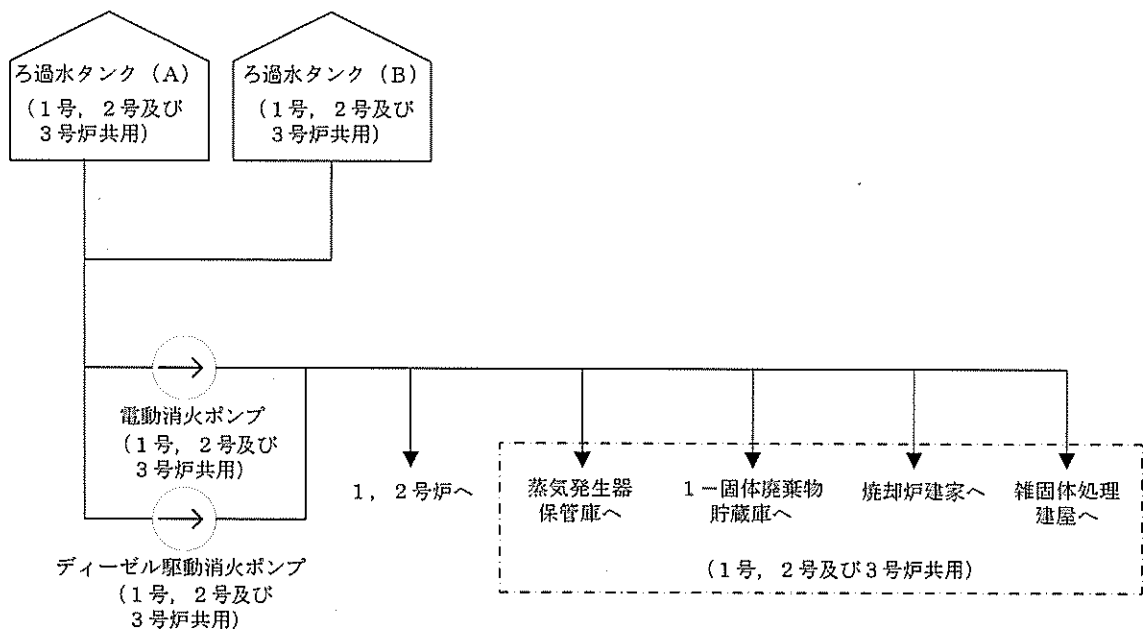 ろ過水タンク（A）
（1号，2号及び
3号炉共用）
ろ過水タンク（B）
（1号，2号及び
3号炉共用）
電動消火ポンプ
（1号，2号及び
3号炉共用）
ディーゼル駆動消火ポンプ
（1号，2号及び
3号炉共用）
1，2号炉へ
蒸気発生器
保管庫へ
1－固体廃棄物
貯蔵庫へ
焼却炉建家へ
雑固体処理
建屋へ
（1号，2号及び3号炉共用）